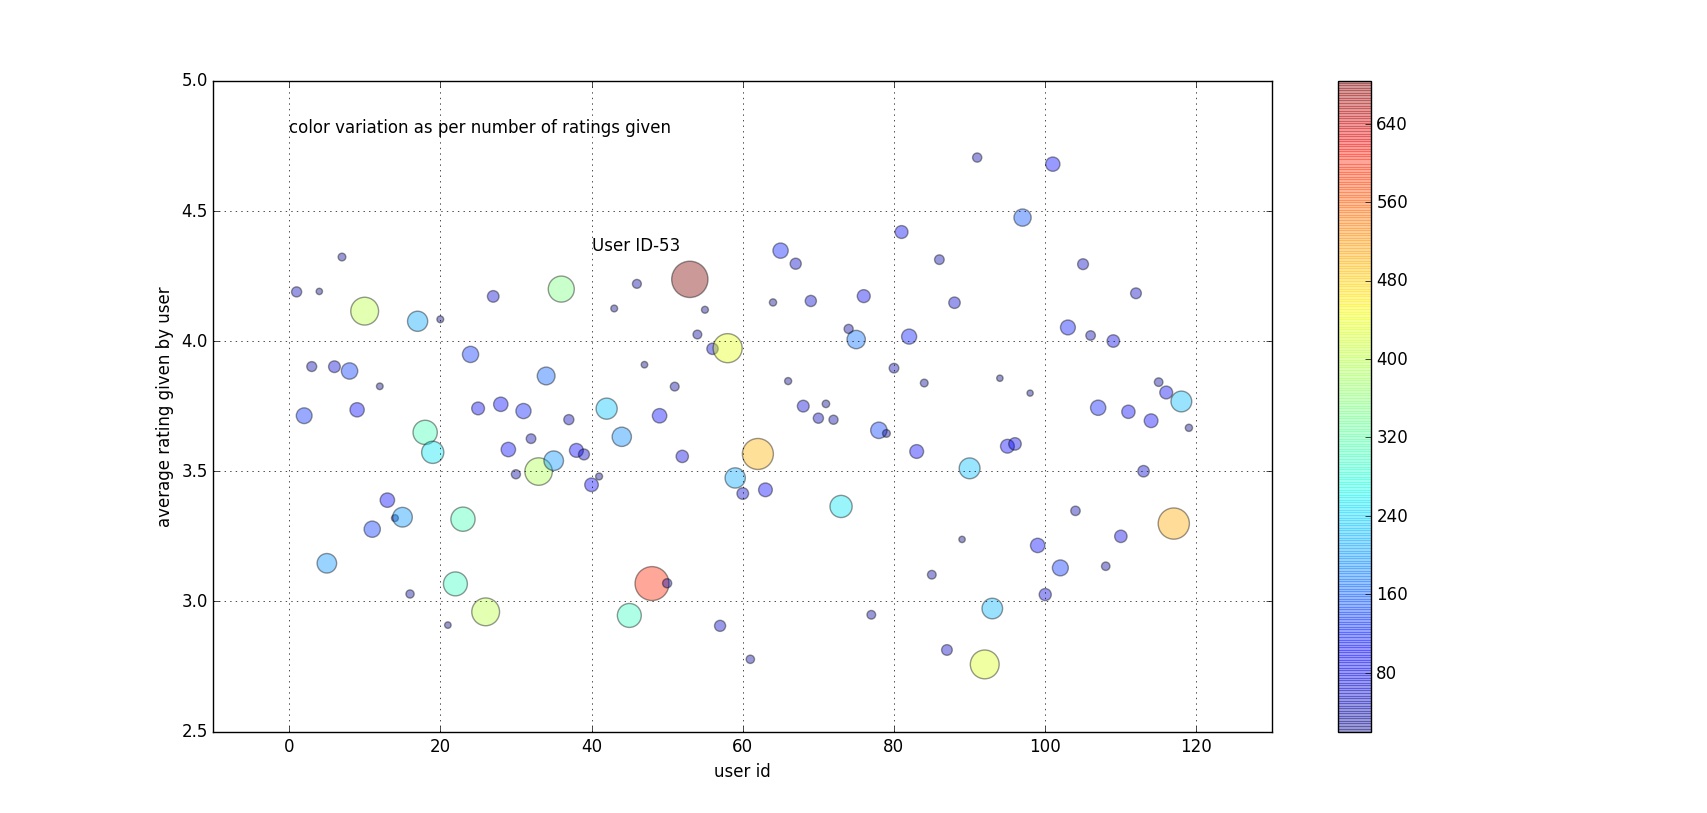 5.0
color variation as per number of ratings given
640
560
4.5
User ID-53
480
4.0
400
average rating given by user
320
3.5
240
3.0
160
80
2.5
0 20 40 60 80 100 120
user id